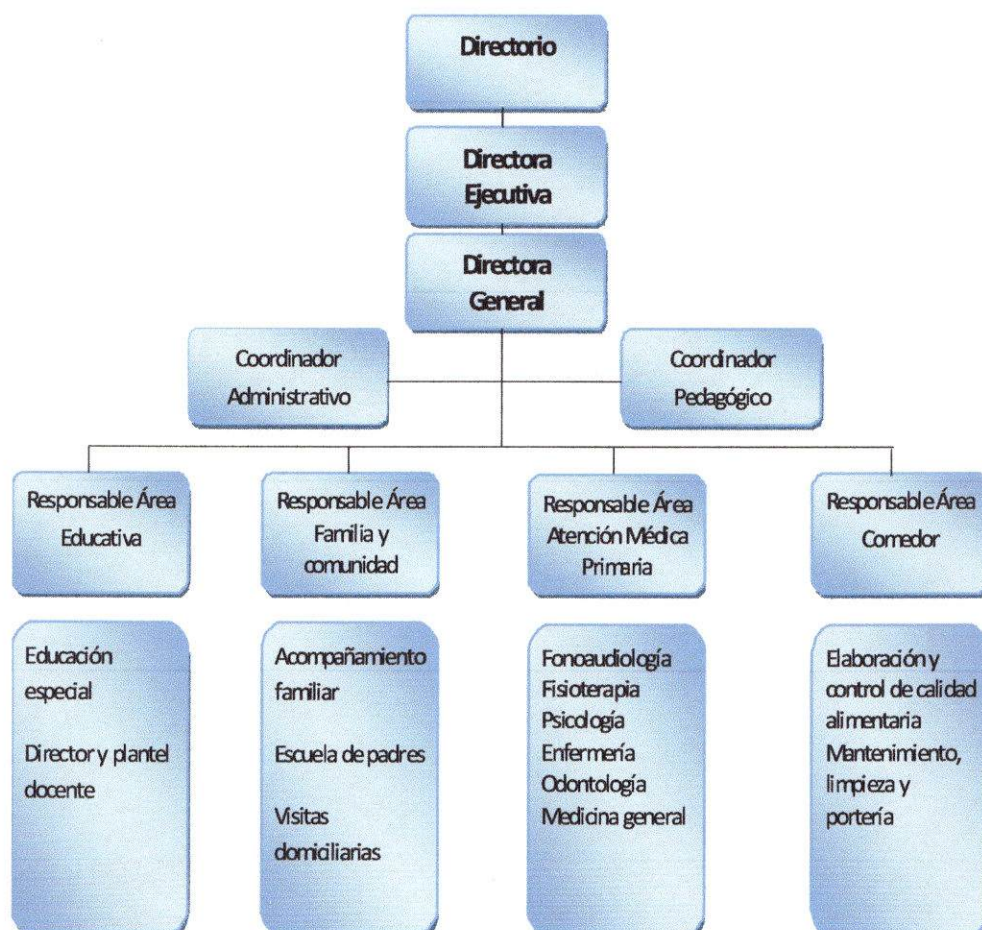 Directorio
Directora
Ejecutiva
Directora
General
Coordinador
Administrativo
Coordinador
Pedagógico
Responsable Área
Educativa
Responsable Área
Familia y
comunidad
Responsable Área
Atención Médica
Primaria
Responsable Área
Comedor
Educación
especial
Director y plantel
docente
Acompañamiento
familiar
Escuela de padres
Visitas
domiciliarias
Fonoaudiología
Fisioterapia
Psicología
Enfermería
Odontología
Medicina general
Elaboración y
control de calidad
alimentaria
Mantenimiento,
limpieza y
portería